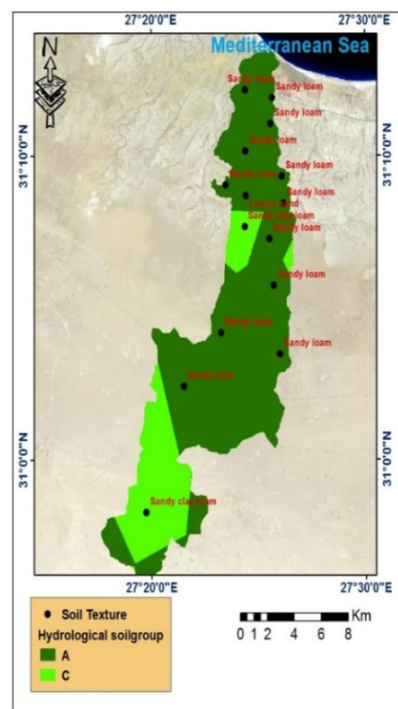 27°20'0"E
27°30'0"E
N
Mediterranean Sea
Sandy loam
Sandy loam
Sandy loam
31°10'0"N
31°10'0"N
Sandy loam
Sandy loam
Sandy loam
Sandy loam
Loamy sand
Sandy clay loam
Sandy loam
Sandy loam
Sandy loam
Sandy loam
Sandy loam
31°0'0"N
31°0'0"N
Sandy clay loam
27°20'0"E
27°30'0"E
Soil Texture
Hydrological soilgroup
A
C
Km
0 1 2 4 6 8